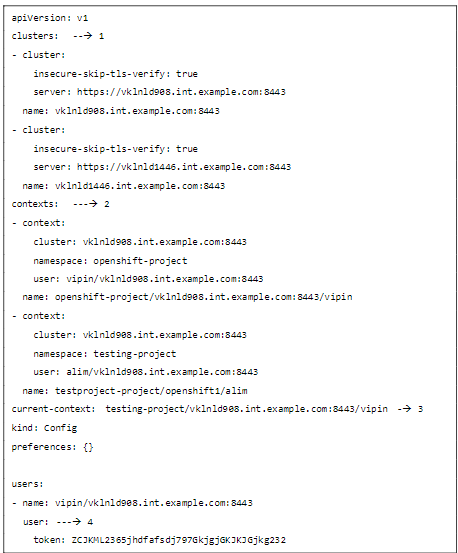 apiVersion: v1
clusters:  --→ 1
- cluster:
    insecure-skip-tls-verify: true
    server: https://vklnld908.int.example.com:8443
  name: vklnld908.int.example.com:8443
- cluster:
    insecure-skip-tls-verify: true
    server: https://vklnld1446.int.example.com:8443
  name: vklnld1446.int.example.com:8443
contexts:  ---→ 2
- context:
    cluster: vklnld908.int.example.com:8443
    namespace: openshift-project
    user: vipin/vklnld908.int.example.com:8443
  name: openshift-project/vklnld908.int.example.com:8443/vipin
- context:
    cluster: vklnld908.int.example.com:8443
    namespace: testing-project
    user: alim/vklnld908.int.example.com:8443
  name: testproject-project/openshift1/alim
current-context:  testing-project/vklnld908.int.example.com:8443/vipin  -→ 3
kind: Config
preferences: {}
users:
- name: vipin/vklnld908.int.example.com:8443
  user: ---→ 4
    token: ZCJKML2365jhdfafsdj797GkjgjGKJKJGjkg232